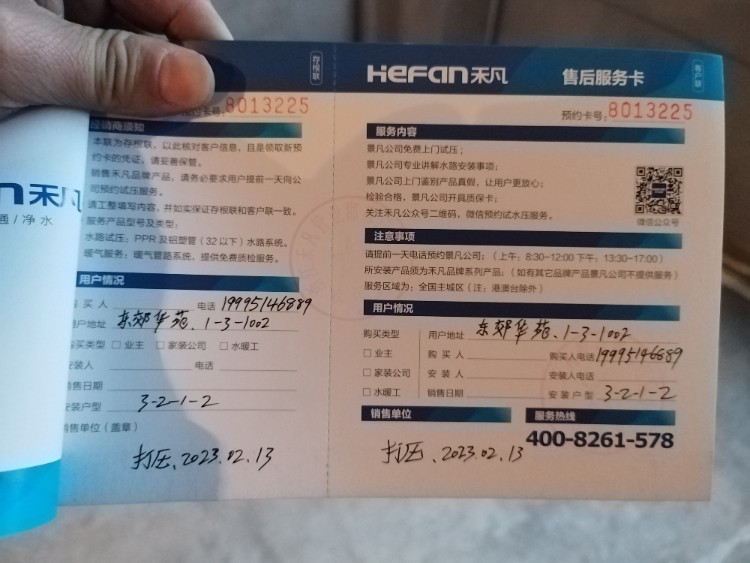 n禾凡
通/净水
存根联
预约卡号:8013225
经销商须知
本联为存根联，以此核对客户信息，且是领取新预
约卡的凭证，请妥善保管。
销售禾凡品牌产品，请务必要求用户提前一天向公
司预约试压服务。
请工整填写内容，并如实保证存根联和客户联一致。
服务产品型号及类型:
水路试压: PPR及铝塑管（32以下）水路系统。
暖气服务: 暖气管路系统，提供免费质检服务。
用户情况
购买人 电话 19995146889
用户地址 东郊华苑、1-3-1002
购买类型 □业主 □家装公司 □水暖工
安装人 电话
销售日期
安装户型 3-2-1-2
销售单位（盖章）
打压、2023.02.13
HeFan禾凡 售后服务卡
客户联
预约卡号:8013225
服务内容
景凡公司免费上门试压;
景凡公司专业讲解水路安装事项;
景凡公司上门鉴别产品真假，让用户更放心;
检验合格，景凡公司开具质保卡;
关注禾凡公众号二维码，微信预约试水压服务。
微信公众号
注意事项
请提前一天电话预约景凡公司;（上午: 8:30-12:00 下午: 13:30-17:00）
所安装产品须为禾凡品牌系列产品;（如有其它品牌产品景凡公司不提供服务）
服务区域为: 全国主城区（注: 港澳台除外）
用户情况
购买类型 用户地址 东郊华苑、1-3-1002
□业主 购买人 购买人电话 19995146889
□家装公司 安装人 安装人电话
□水暖工 销售日期 安装户型 3-2-1-2
销售单位 服务热线
400-8261-578
打压、2023.02.13